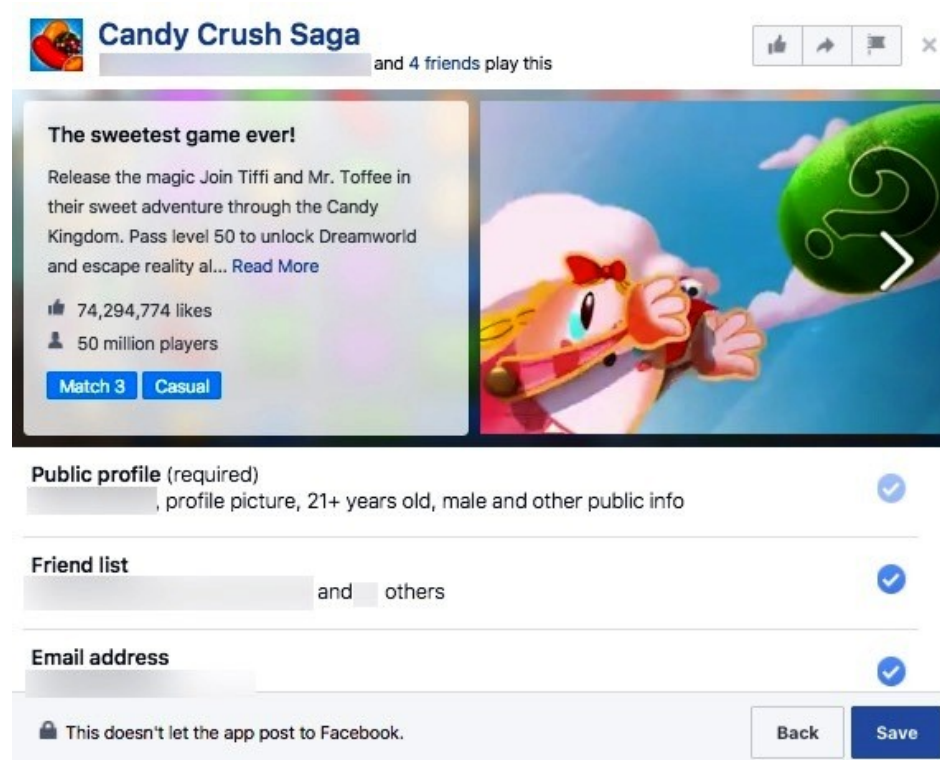 Candy Crush Saga
and 4 friends play this
The sweetest game ever!
Release the magic Join Tiffi and Mr. Toffee in
their sweet adventure through the Candy
Kingdom. Pass level 50 to unlock Dreamworld
and escape reality al... Read More
74,294,774 likes
50 million players
Match 3 Casual
Public profile (required)
, profile picture, 21+ years old, male and other public info
Friend list
and others
Email address
This doesn't let the app post to Facebook.
Back Save